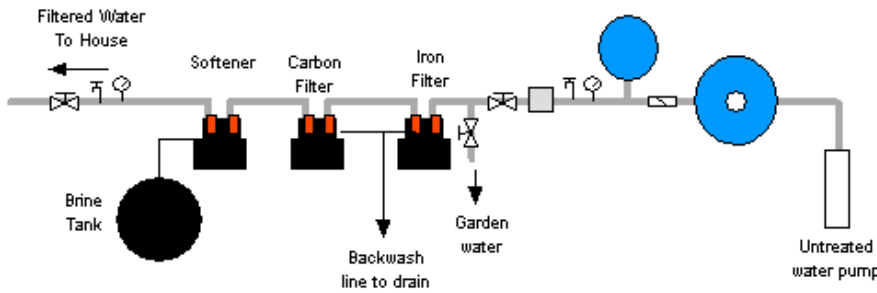 Filtered Water
To House
Softener
Carbon
Filter
Iron
Filter
Brine
Tank
Backwash
line to drain
Garden
water
Untreated
water pump